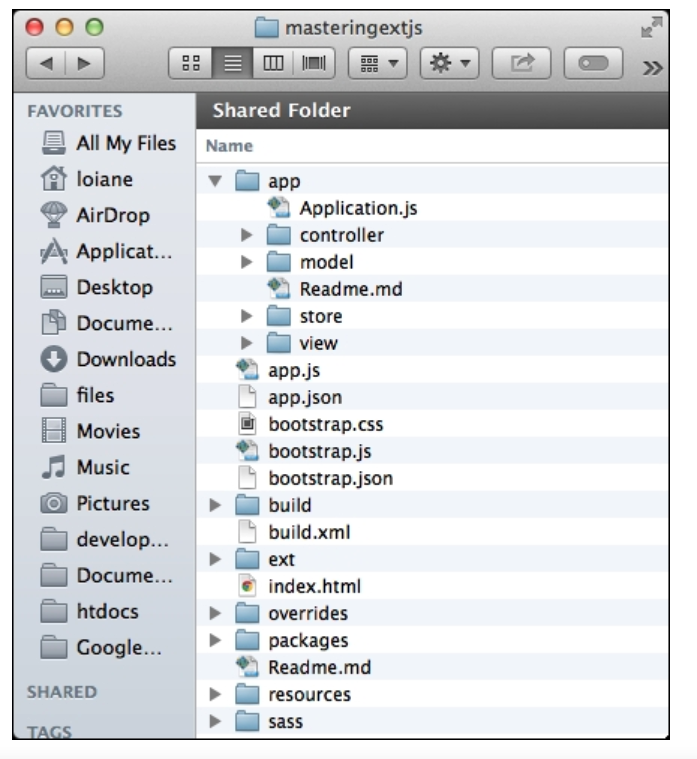 masteringextjs
FAVORITES
All My Files
loiane
AirDrop
Applicat...
Desktop
Docume...
Downloads
files
Movies
Music
Pictures
develop...
Docume...
htdocs
Google...
SHARED
TAGS
Shared Folder
Name
app
Application.js
controller
model
Readme.md
store
view
app.js
app.json
bootstrap.css
bootstrap.js
bootstrap.json
build
build.xml
ext
index.html
overrides
packages
Readme.md
resources
sass